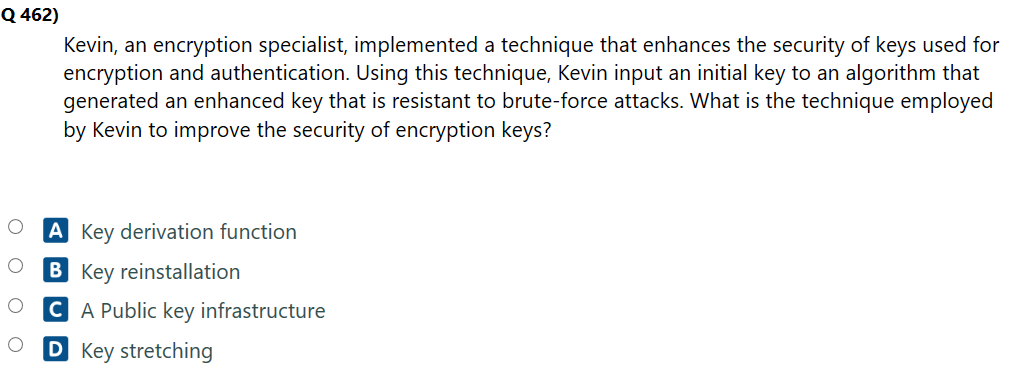 Q 462)
Kevin, an encryption specialist, implemented a technique that enhances the security of keys used for
encryption and authentication. Using this technique, Kevin input an initial key to an algorithm that
generated an enhanced key that is resistant to brute-force attacks. What is the technique employed
by Kevin to improve the security of encryption keys?
A Key derivation function
B Key reinstallation
C A Public key infrastructure
D Key stretching